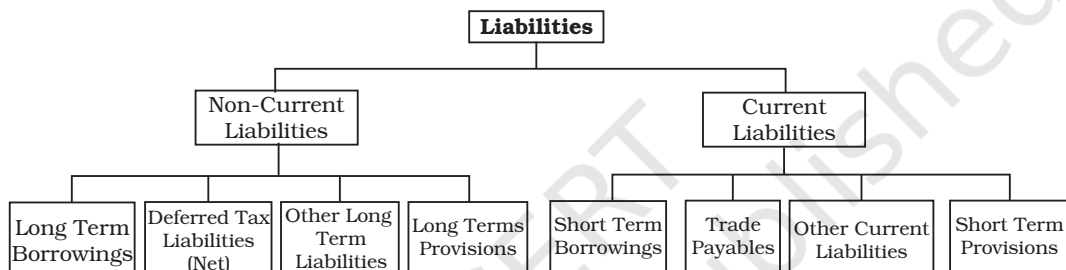 Liabilities
Non-Current
Liabilities
Current
Liabilities
Long Term
Borrowings
Deferred Tax
Liabilities
(Net)
Other Long
Term
Liabilities
Long Terms
Provisions
Short Term
Borrowings
Trade
Payables
Other Current
Liabilities
Short Term
Provisions